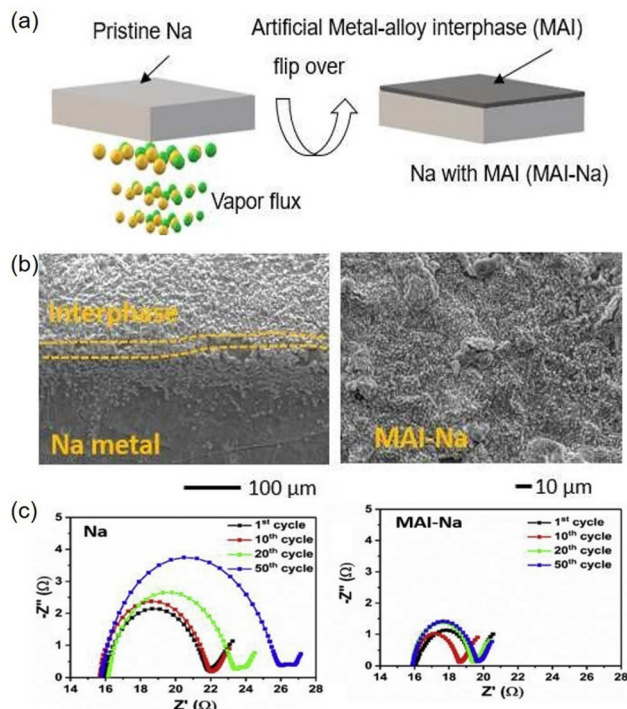 (a)
Pristine Na
Artificial Metal-alloy interphase (MAI)
flip over
Vapor flux
Na with MAI (MAI-Na)
(b)
Interphase
Na metal
MAI-Na
100 μm
10 μm
(c)
Na
1st cycle
10th cycle
20th cycle
50th cycle
-Z'' (Ω)
5
4
3
2
1
0
14 16 18 20 22 24 26 28
Z' (Ω)
MAI-Na
1st cycle
10th cycle
20th cycle
50th cycle
-Z'' (Ω)
5
4
3
2
1
0
14 16 18 20 22 24 26 28
Z' (Ω)